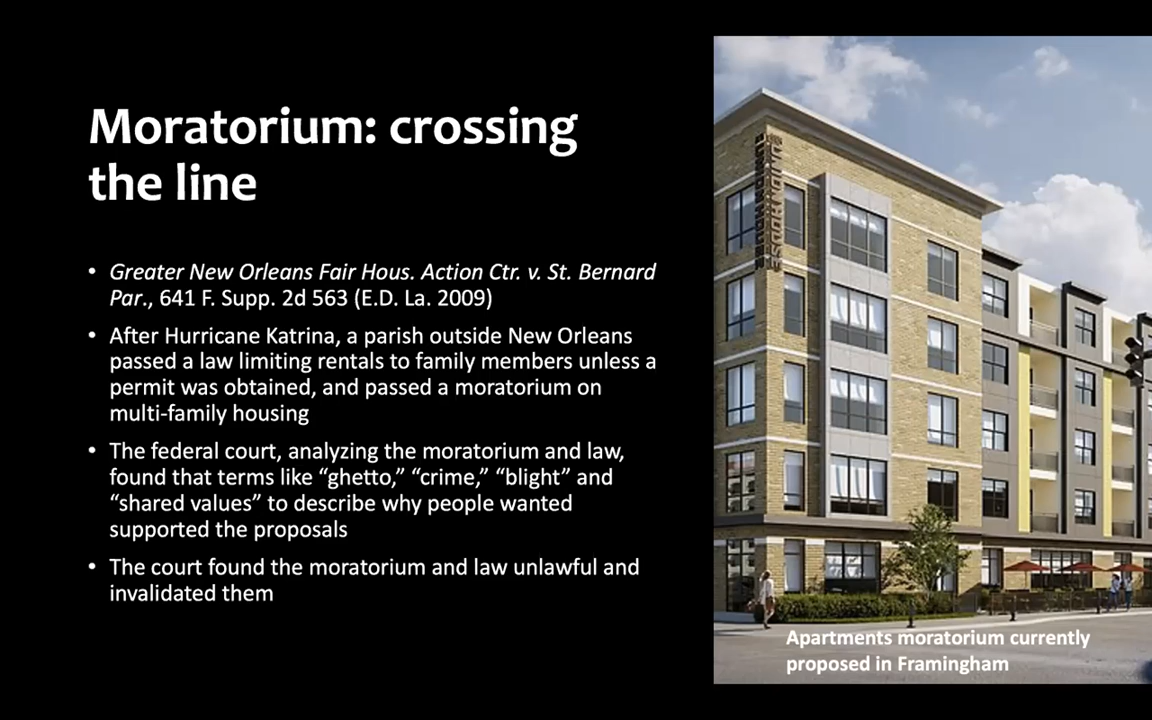 Moratorium: crossing
the line
• Greater New Orleans Fair Hous. Action Ctr. v. St. Bernard
Par., 641 F. Supp. 2d 563 (E.D. La. 2009)
• After Hurricane Katrina, a parish outside New Orleans
passed a law limiting rentals to family members unless a
permit was obtained, and passed a moratorium on
multi-family housing
• The federal court, analyzing the moratorium and law,
found that terms like “ghetto,” “crime,” “blight” and
“shared values” to describe why people wanted
supported the proposals
• The court found the moratorium and law unlawful and
invalidated them
Apartments moratorium currently
proposed in Framingham